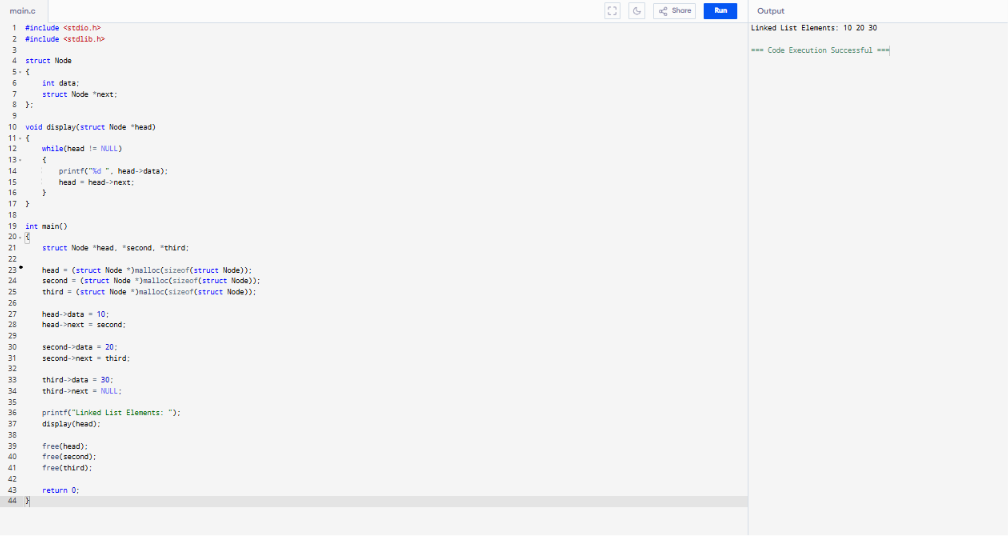 main.c
Share
Run
Output
1 #include <stdio.h>
2 #include <stdlib.h>
3
4 struct Node
5 {
6     int data;
7     struct Node *next;
8 };
9
10 void display(struct Node *head)
11 {
12     while(head != NULL)
13     {
14         printf("%d ", head->data);
15         head = head->next;
16     }
17 }
18
19 int main()
20 {
21     struct Node *head, *second, *third;
22
23     head = (struct Node *)malloc(sizeof(struct Node));
24     second = (struct Node *)malloc(sizeof(struct Node));
25     third = (struct Node *)malloc(sizeof(struct Node));
26
27     head->data = 10;
28     head->next = second;
29
30     second->data = 20;
31     second->next = third;
32
33     third->data = 30;
34     third->next = NULL;
35
36     printf("Linked List Elements: ");
37     display(head);
38
39     free(head);
40     free(second);
41     free(third);
42
43     return 0;
44 }
Linked List Elements: 10 20 30
=== Code Execution Successful ===